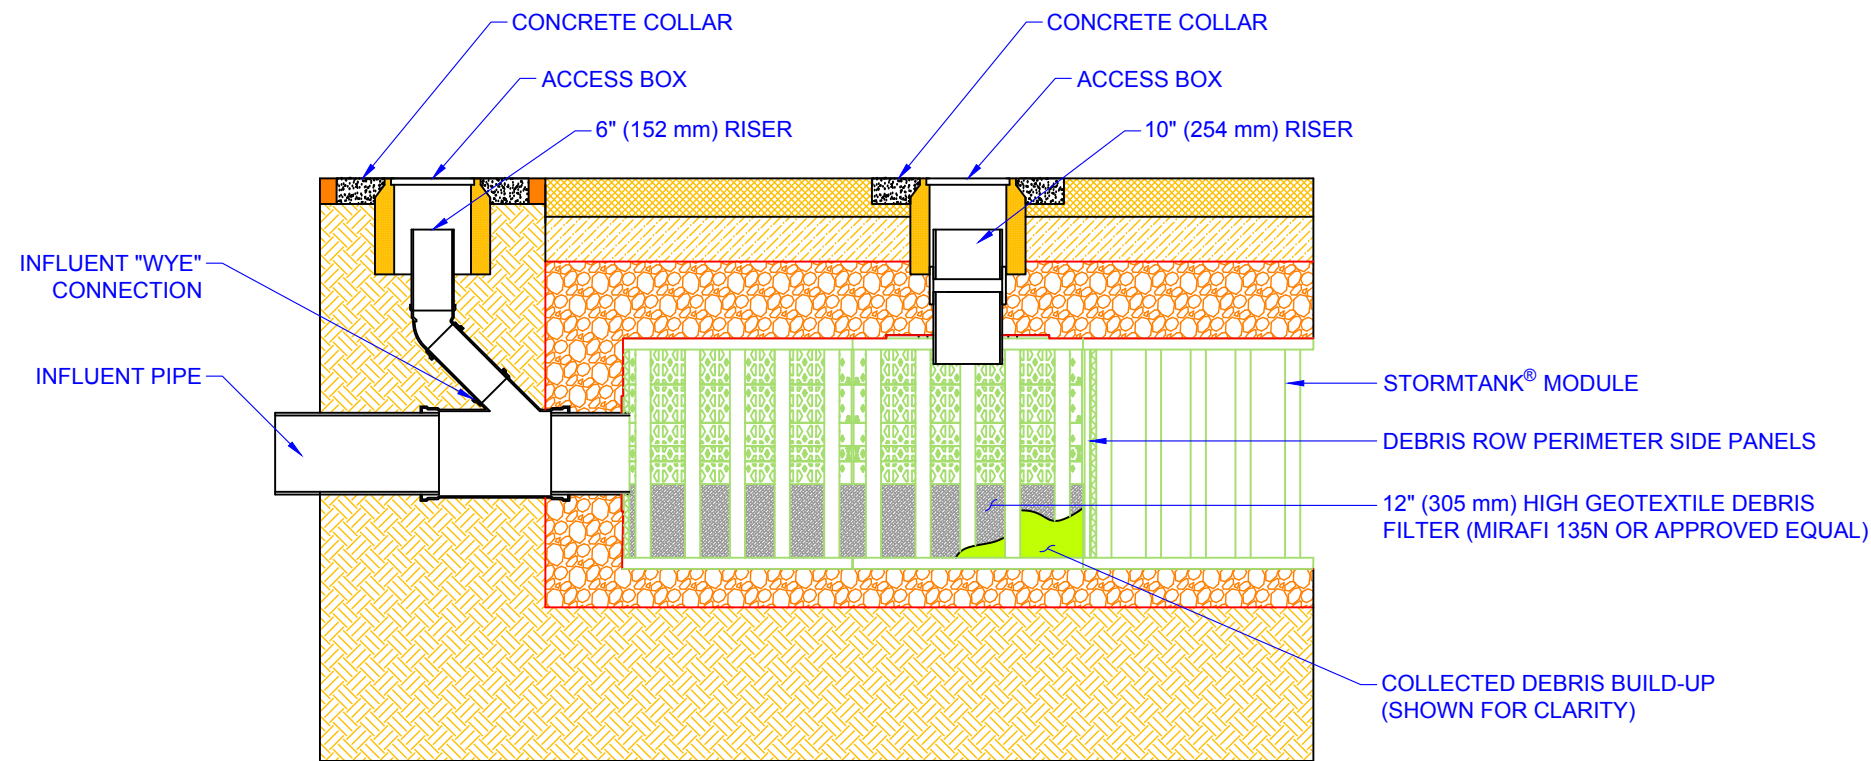 CONCRETE COLLAR
ACCESS BOX
6" (152 mm) RISER
CONCRETE COLLAR
ACCESS BOX
10" (254 mm) RISER
INFLUENT "WYE"
CONNECTION
INFLUENT PIPE
STORMTANK® MODULE
DEBRIS ROW PERIMETER SIDE PANELS
12" (305 mm) HIGH GEOTEXTILE DEBRIS
FILTER (MIRAFI 135N OR APPROVED EQUAL)
COLLECTED DEBRIS BUILD-UP
(SHOWN FOR CLARITY)